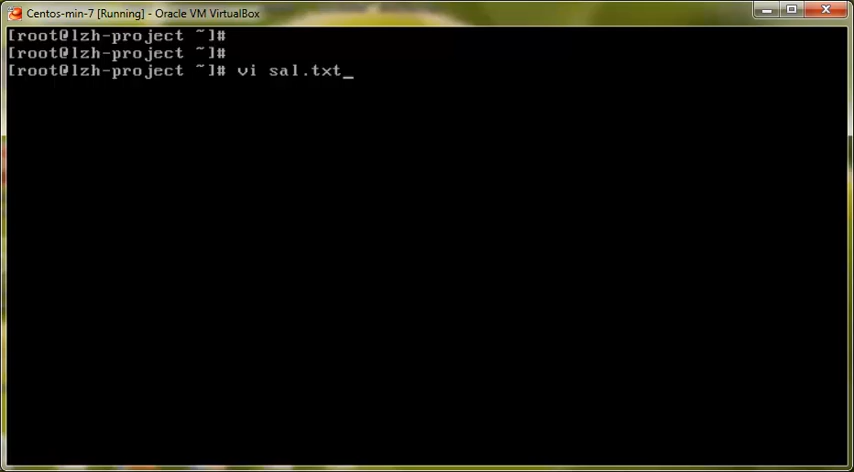 Centos-min-7 [Running] - Oracle VM VirtualBox
[root@lzh-project ~]#
[root@lzh-project ~]#
[root@lzh-project ~]# vi sal.txt_